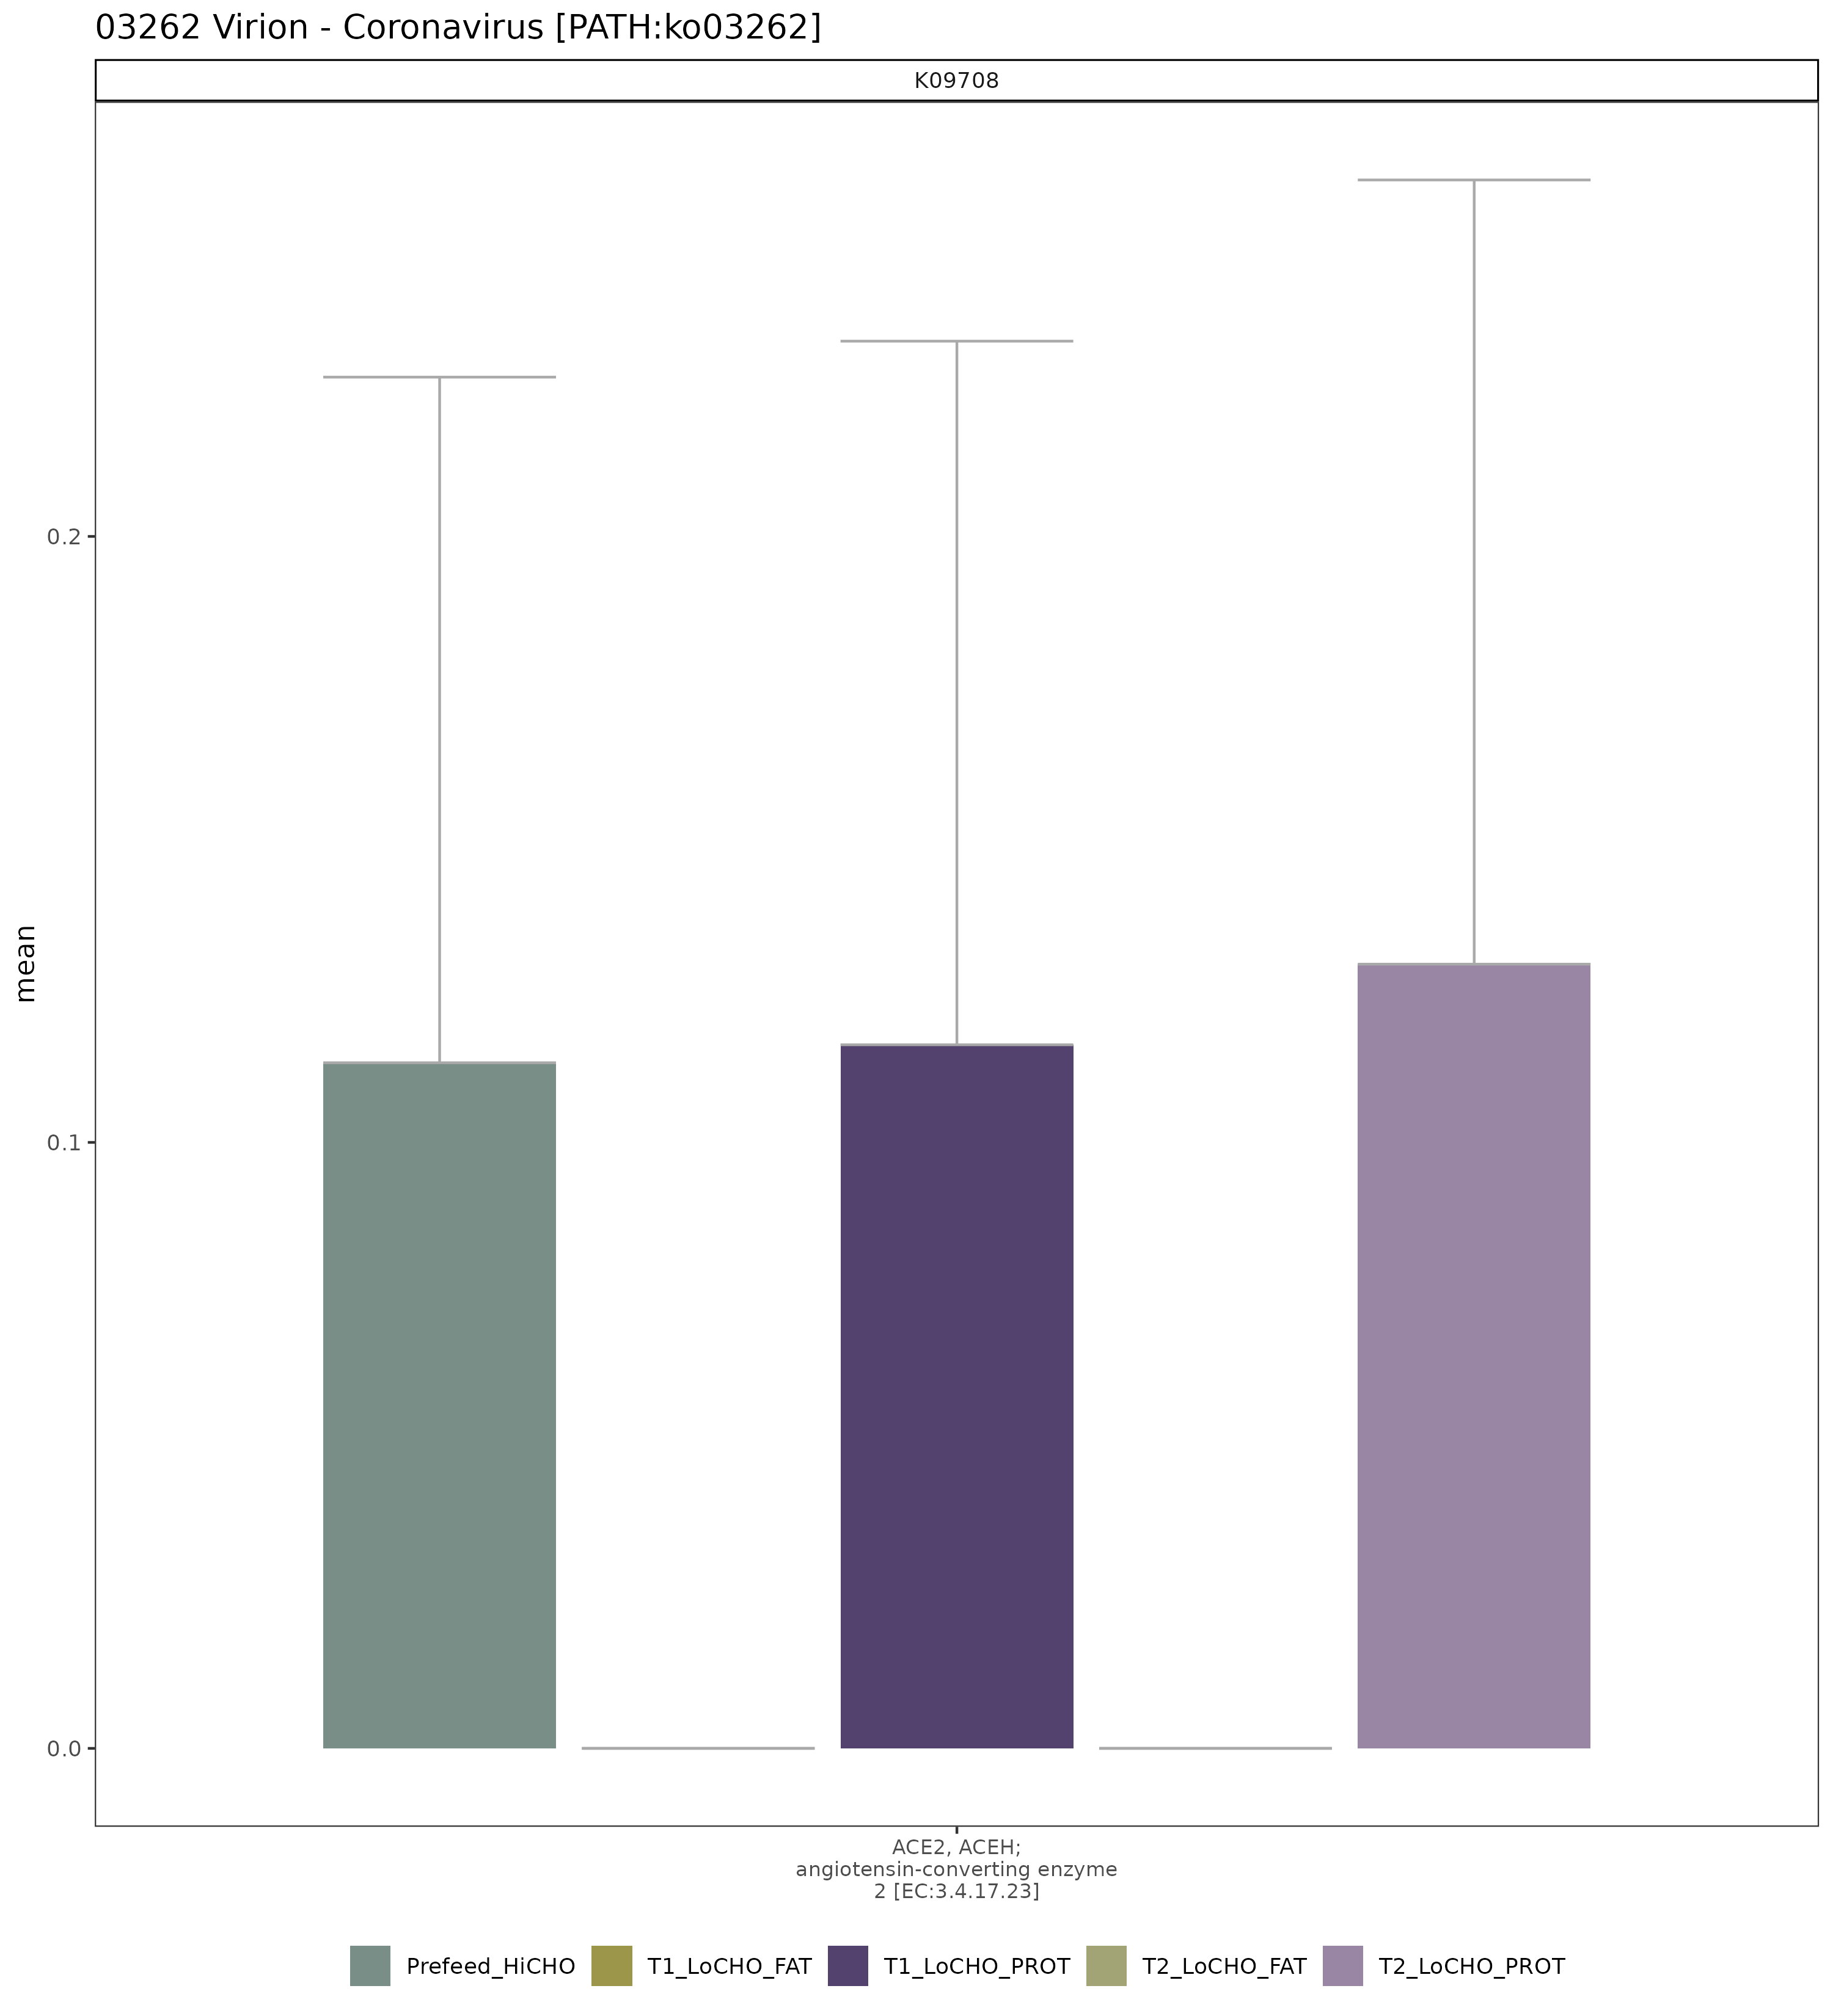 03262 Virion - Coronavirus [PATH:ko03262]
K09708
mean
0.2
0.1
0.0
ACE2, ACEH;
angiotensin-converting enzyme
2 [EC:3.4.17.23]
Prefeed_HiCHO T1_LoCHO_FAT T1_LoCHO_PROT T2_LoCHO_FAT T2_LoCHO_PROT